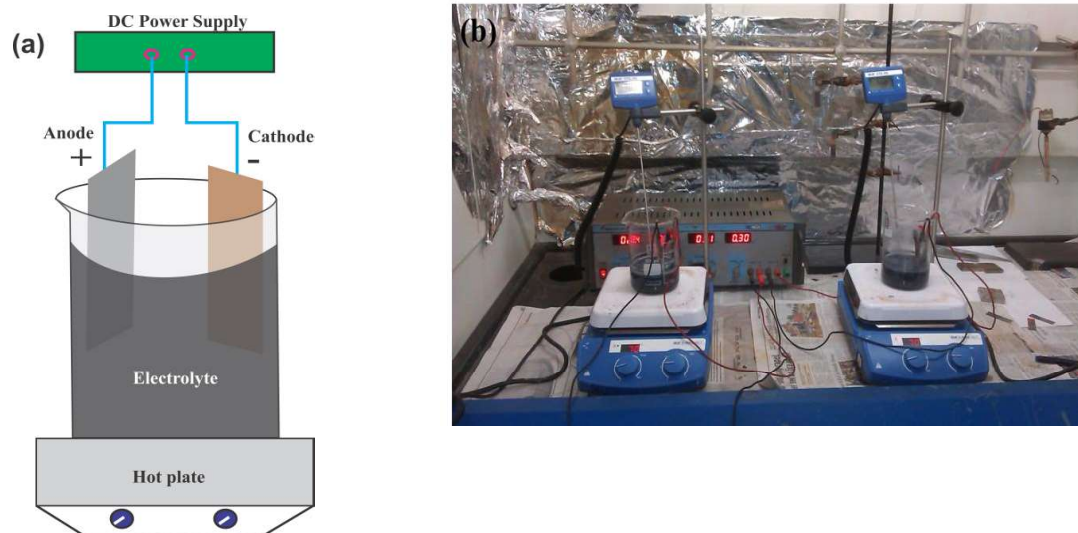 (a)
DC Power Supply
Anode
+
Cathode
-
Electrolyte
Hot plate
(b)
0.30